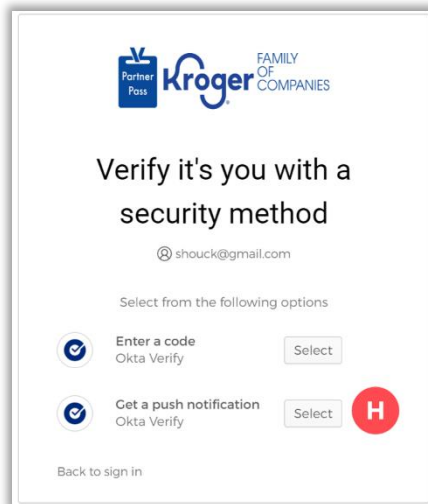 Partner
Pass
Kroger
FAMILY
OF
COMPANIES
Verify it's you with a
security method
shouck@gmail.com
Select from the following options
Enter a code
Okta Verify
Select
Get a push notification
Okta Verify
Select
H
Back to sign in